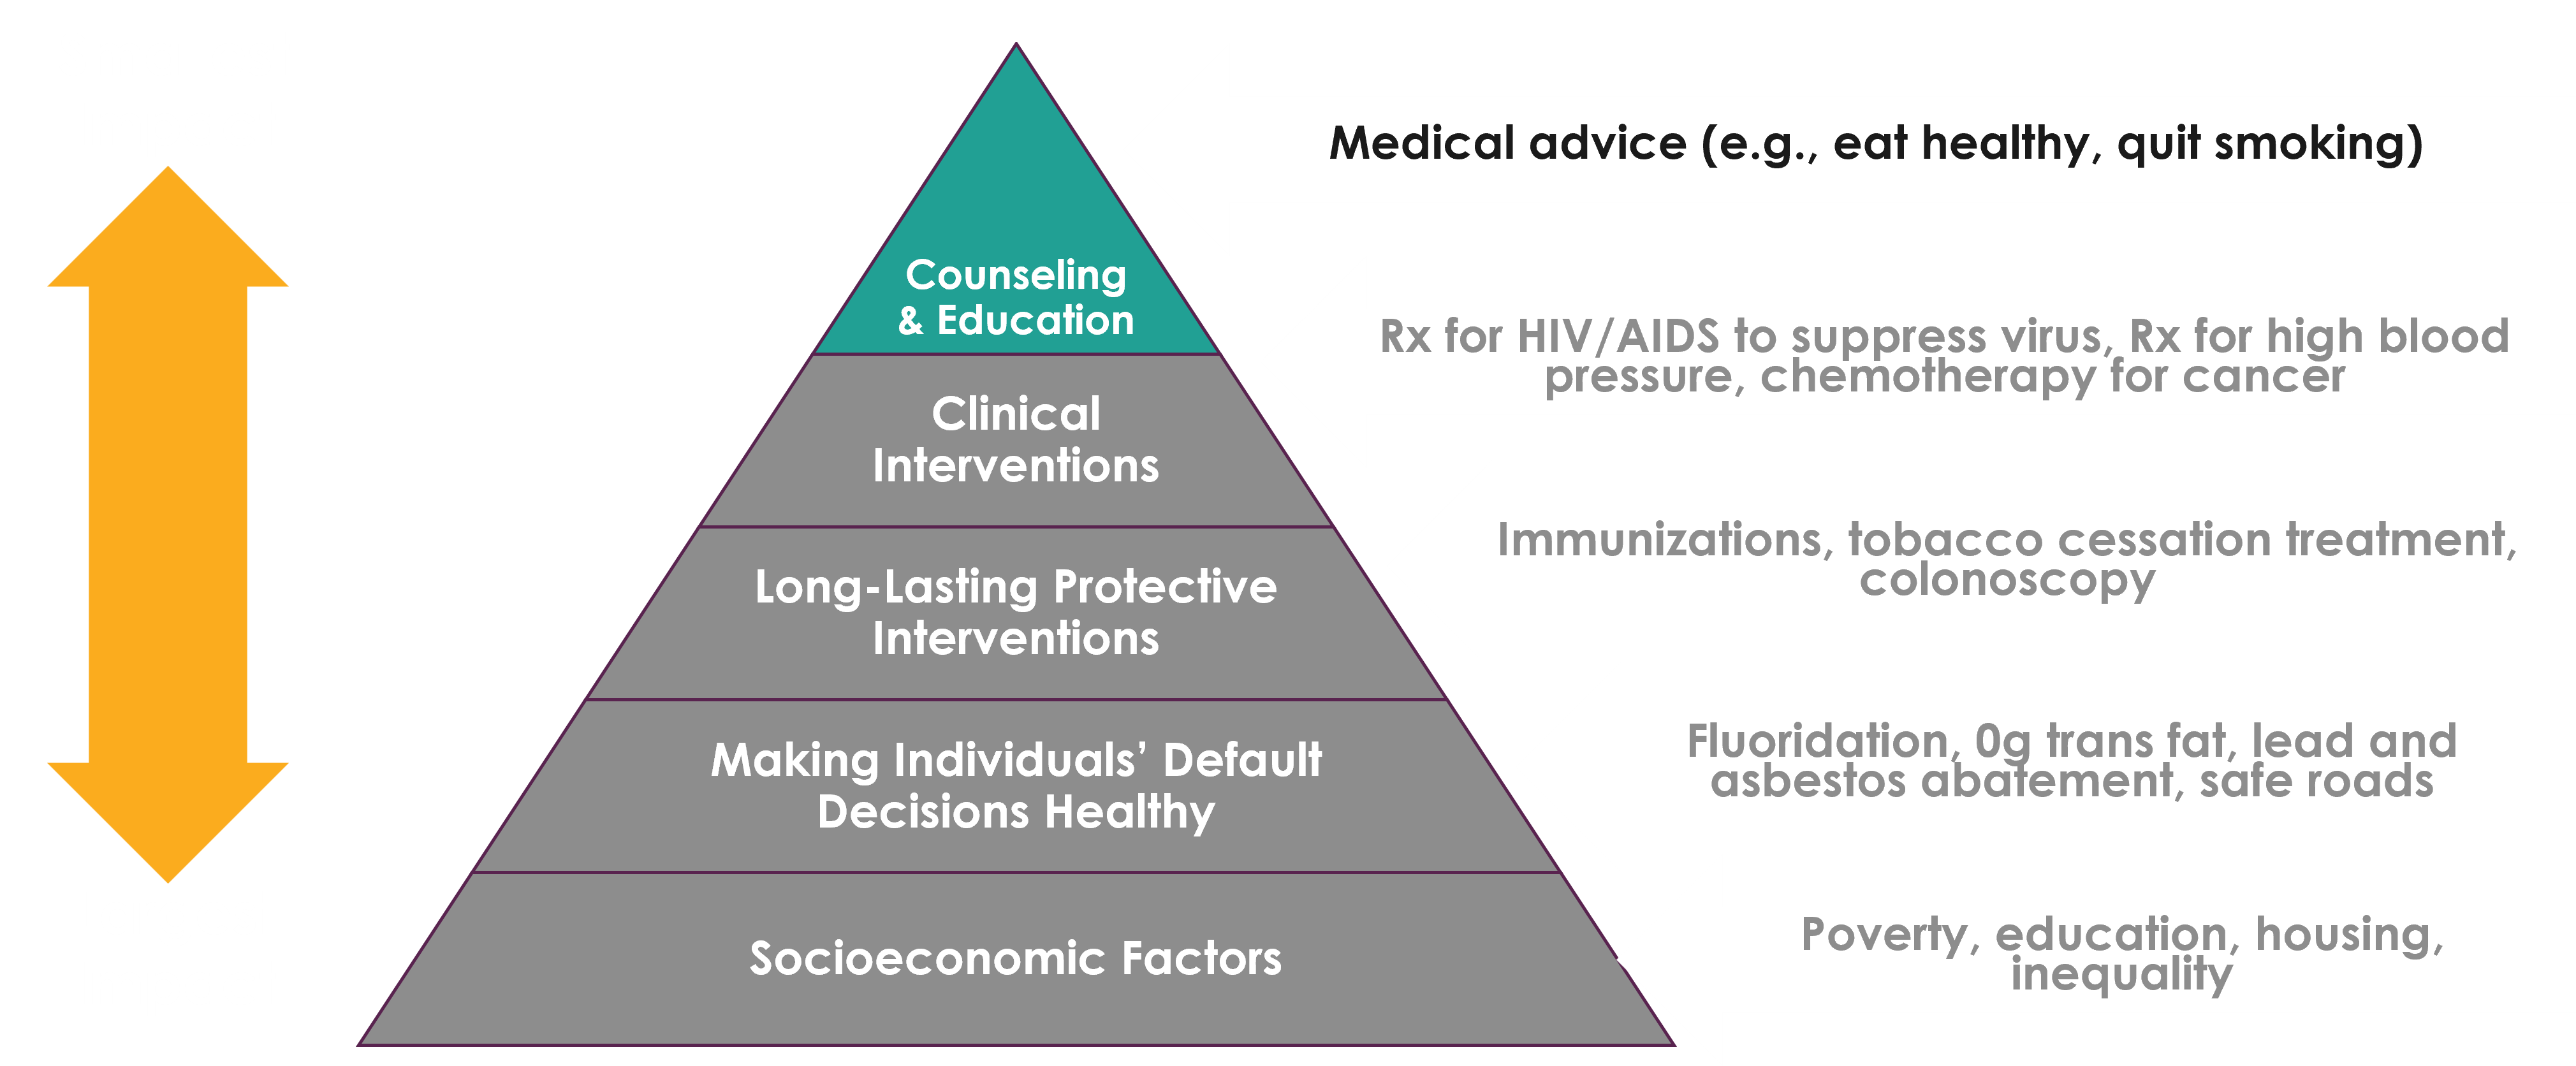 Medical advice (e.g., eat healthy, quit smoking)
Counseling
& Education
Rx for HIV/AIDS to suppress virus, Rx for high blood
pressure, chemotherapy for cancer
Clinical
Interventions
Immunizations, tobacco cessation treatment,
colonoscopy
Long-Lasting Protective
Interventions
Fluoridation, 0g trans fat, lead and
asbestos abatement, safe roads
Making Individuals’ Default
Decisions Healthy
Poverty, education, housing,
inequality
Socioeconomic Factors